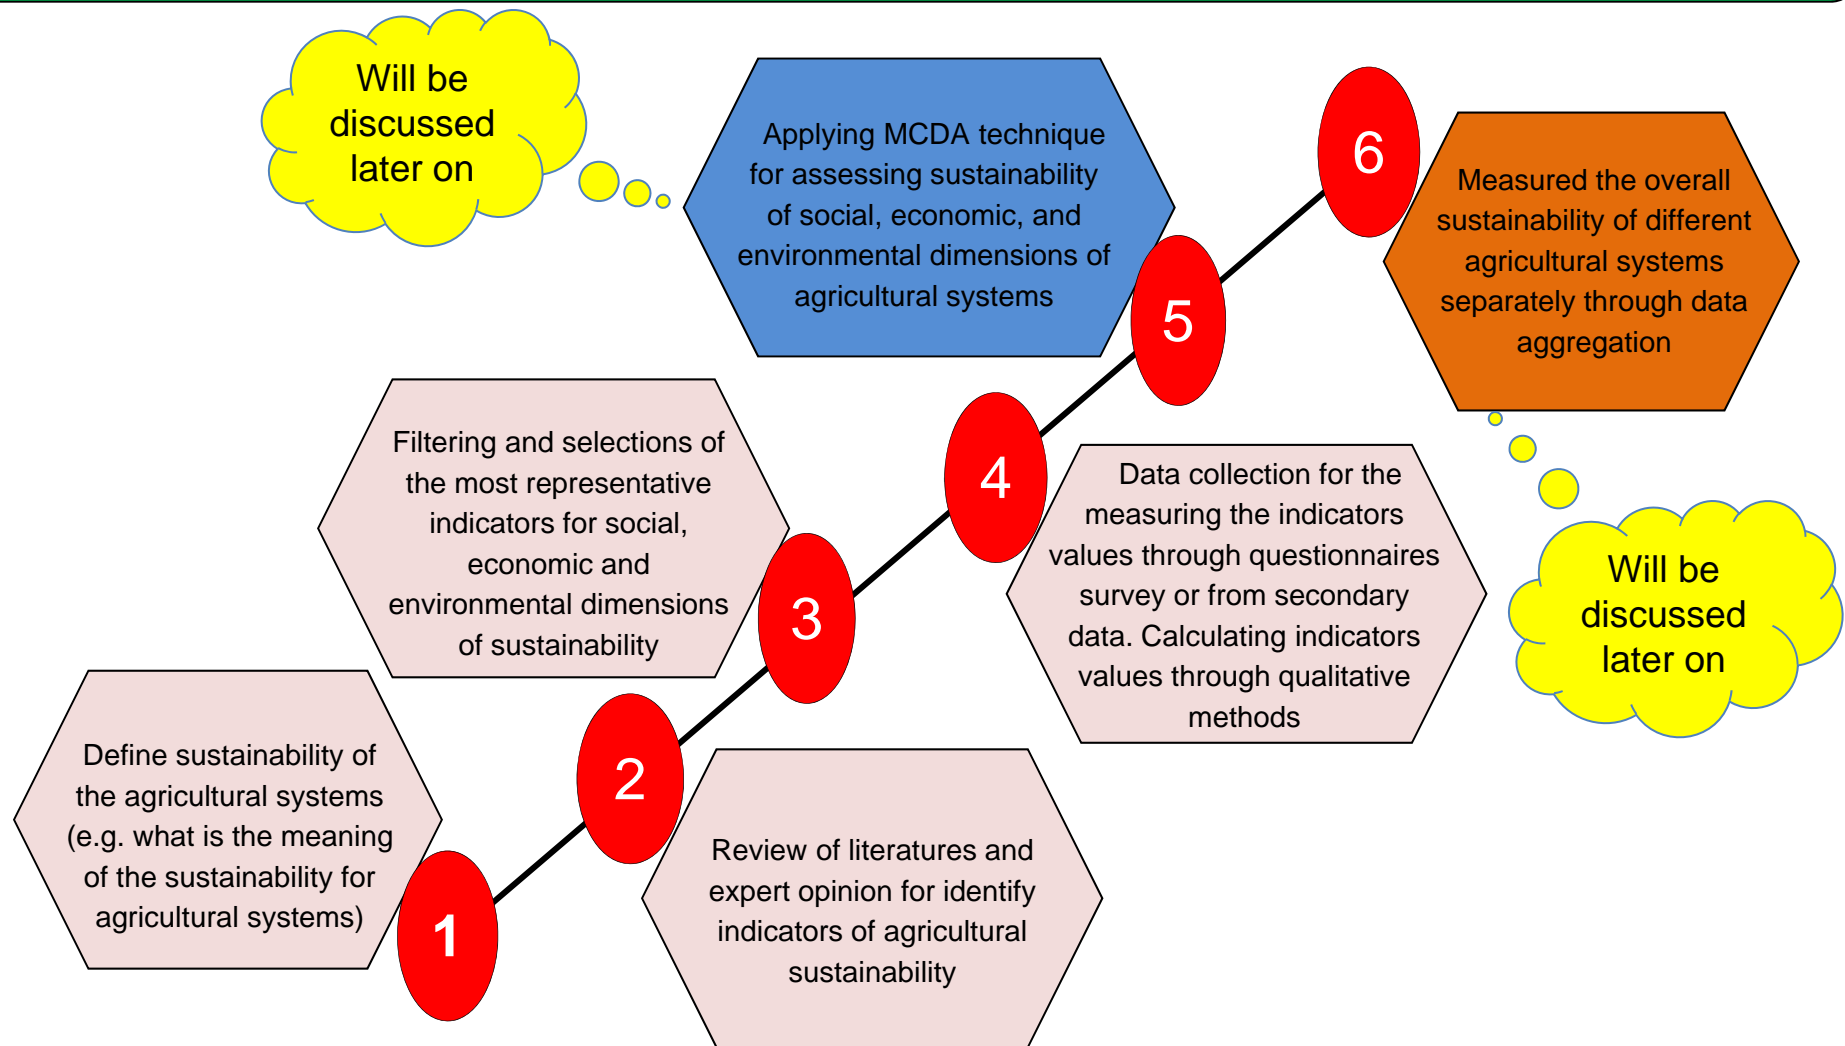 Will be
discussed
later on
Applying MCDA technique
for assessing sustainability
of social, economic, and
environmental dimensions of
agricultural systems
6
Measured the overall
sustainability of different
agricultural systems
separately through data
aggregation
5
Filtering and selections of
the most representative
indicators for social,
economic and
environmental dimensions
of sustainability
4
Data collection for the
measuring the indicators
values through questionnaires
survey or from secondary
data. Calculating indicators
values through qualitative
methods
Will be
discussed
later on
3
Define sustainability of
the agricultural systems
(e.g. what is the meaning
of the sustainability for
agricultural systems)
2
Review of literatures and
expert opinion for identify
indicators of agricultural
sustainability
1